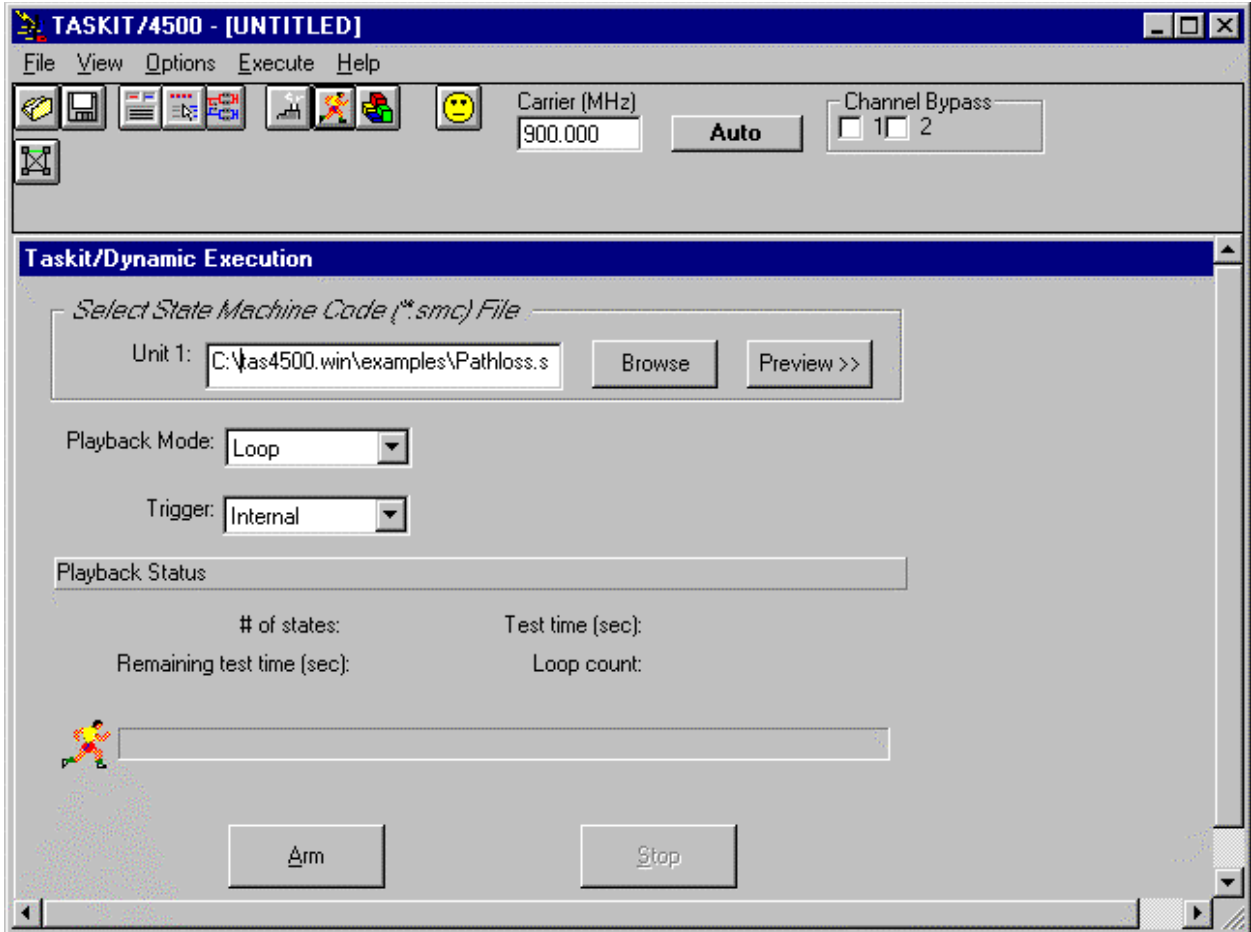 TASKIT/4500 - [UNTITLED]
File View Options Execute Help
Carrier (MHz)
900.000
Auto
Channel Bypass
1 2
Taskit/Dynamic Execution
Select State Machine Code (*.smc) File
Unit 1: C:\tas4500.win\examples\Pathloss.s Browse Preview >>
Playback Mode: Loop
Trigger: Internal
Playback Status
# of states: Test time (sec):
Remaining test time (sec): Loop count:
Arm Stop